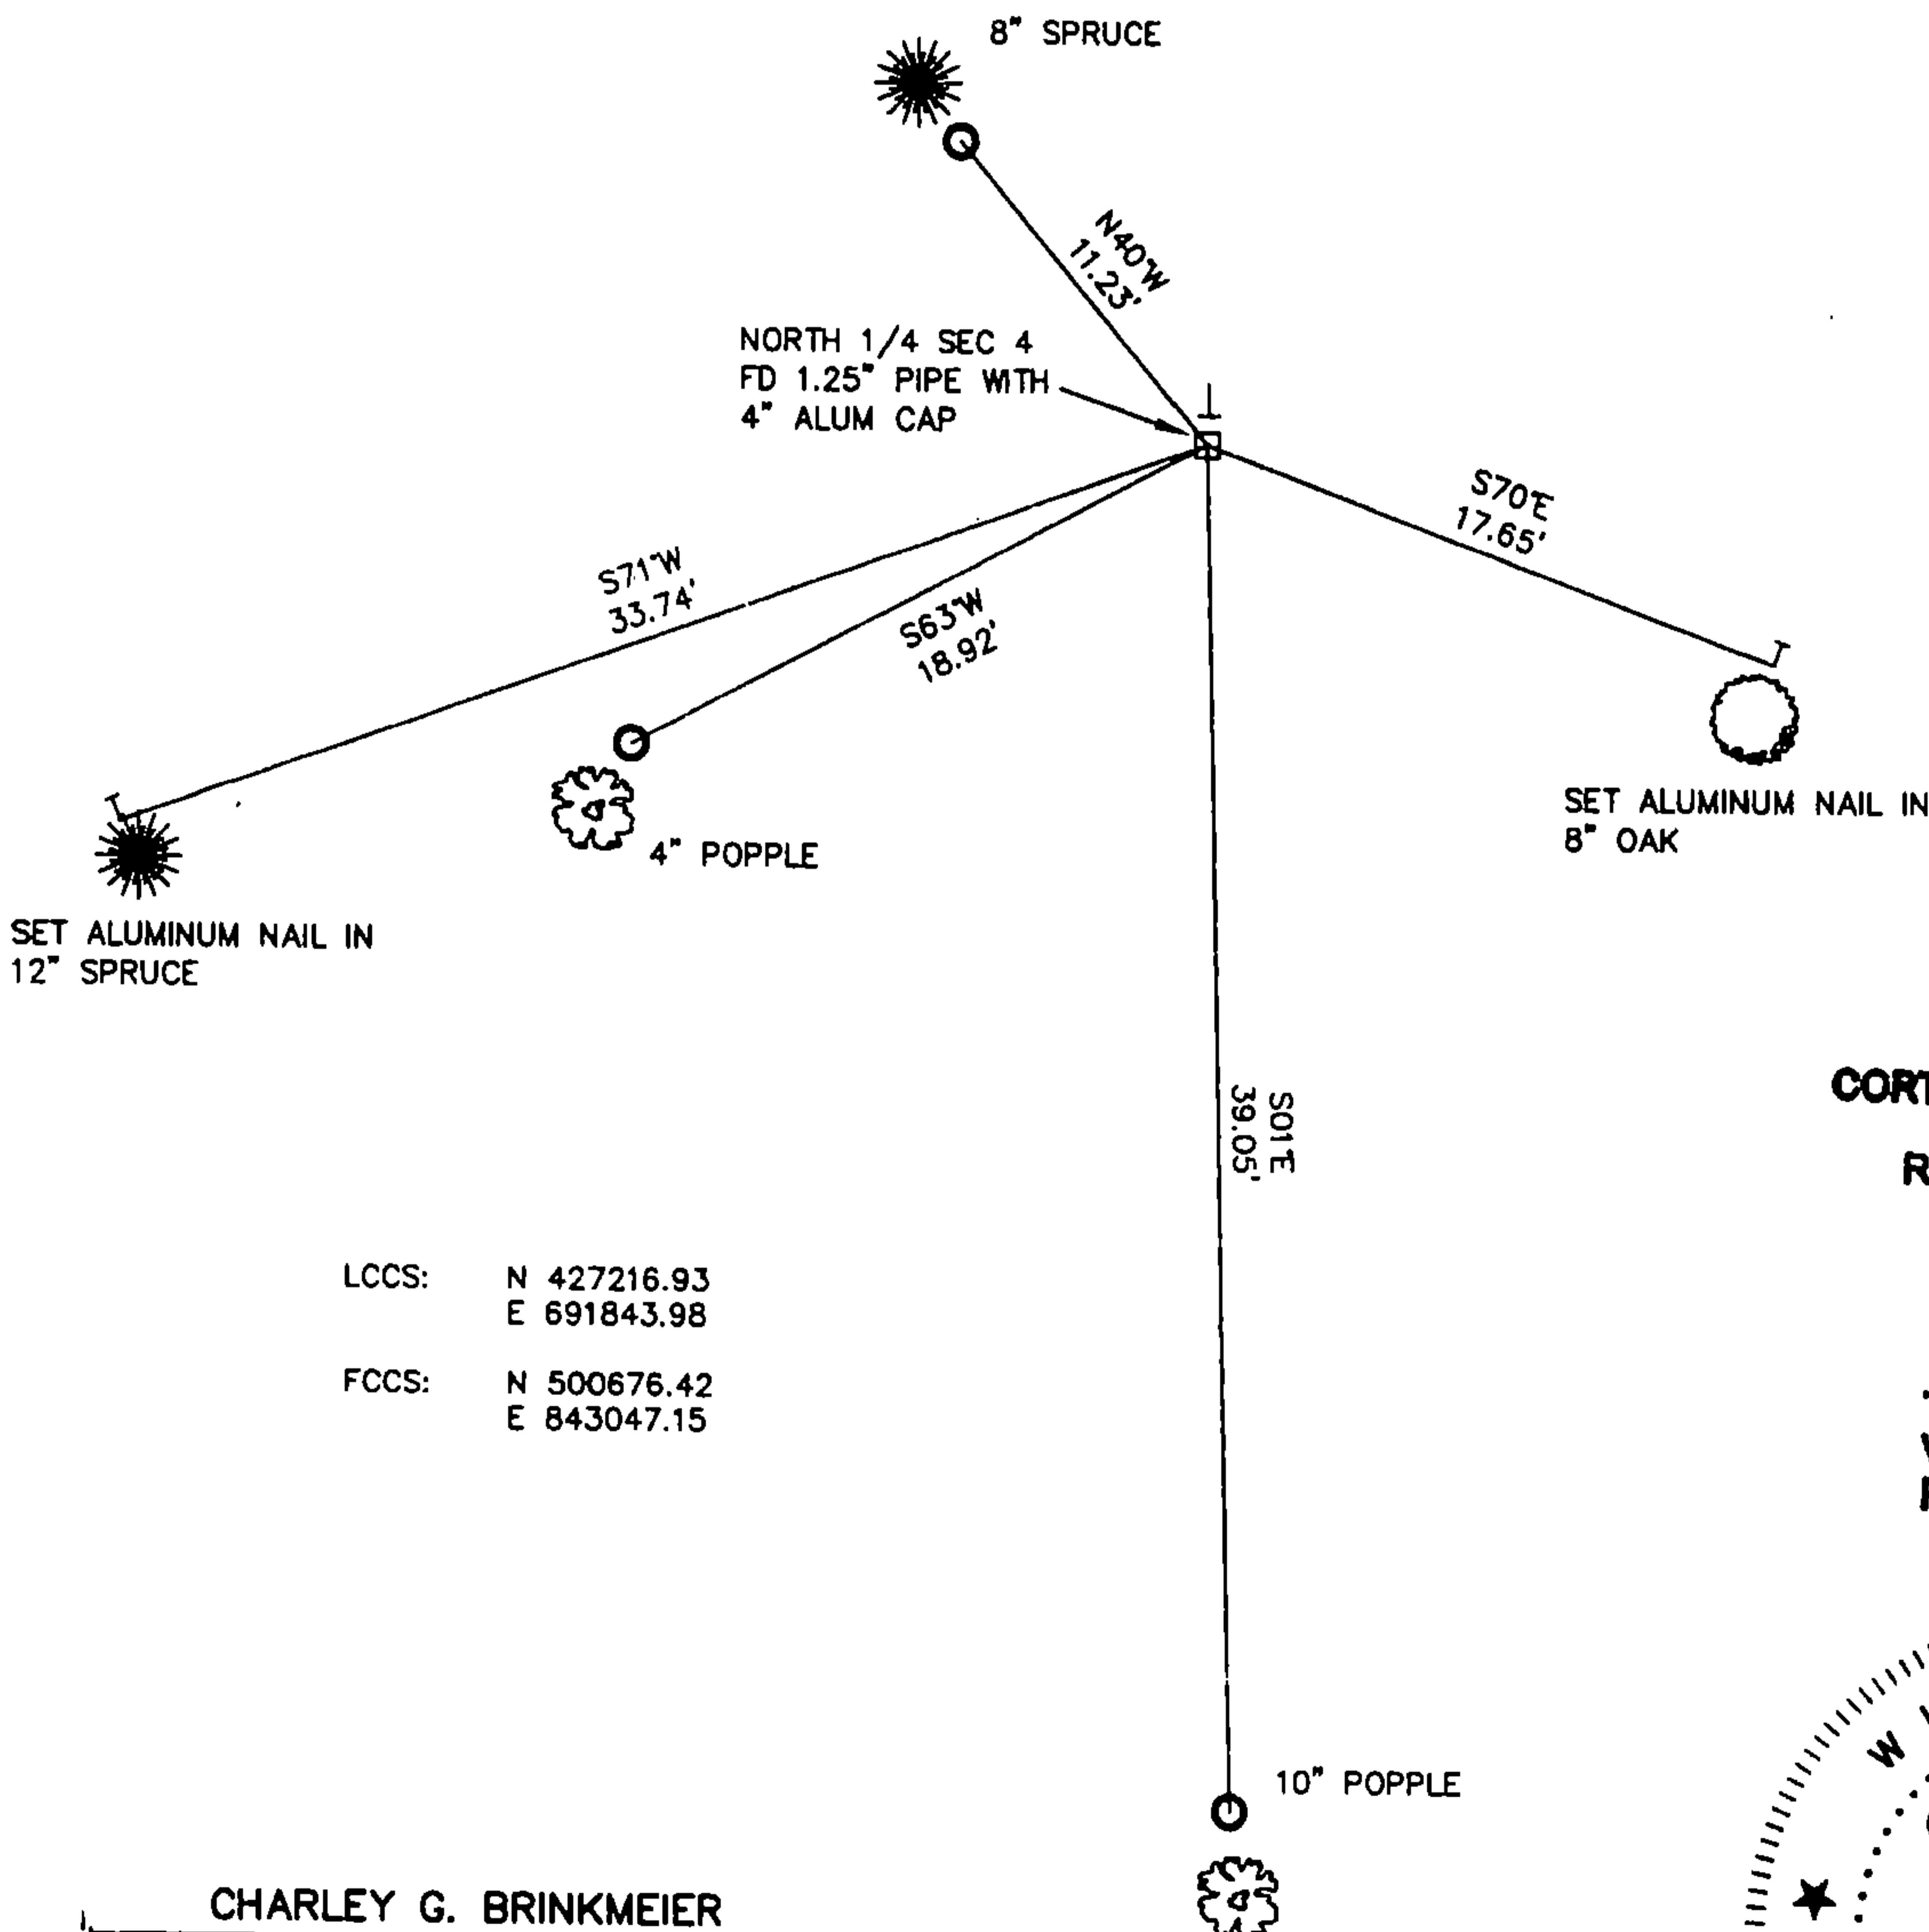 8" SPRUCE
N40°W
11.23'
NORTH 1/4 SEC 4
FD 1.25" PIPE WITH
4" ALUM CAP
S70°E
17.65'
S71°W
33.74'
S63°W
18.92'
4" POPPLE
SET ALUMINUM NAIL IN
8" OAK
SET ALUMINUM NAIL IN
12" SPRUCE
S01°E
39.05'
LCCS: N 427216.93
E 691843.98
FCCS: N 500676.42
E 843047.15
10" POPPLE
CHARLEY G. BRINKMEIER
W